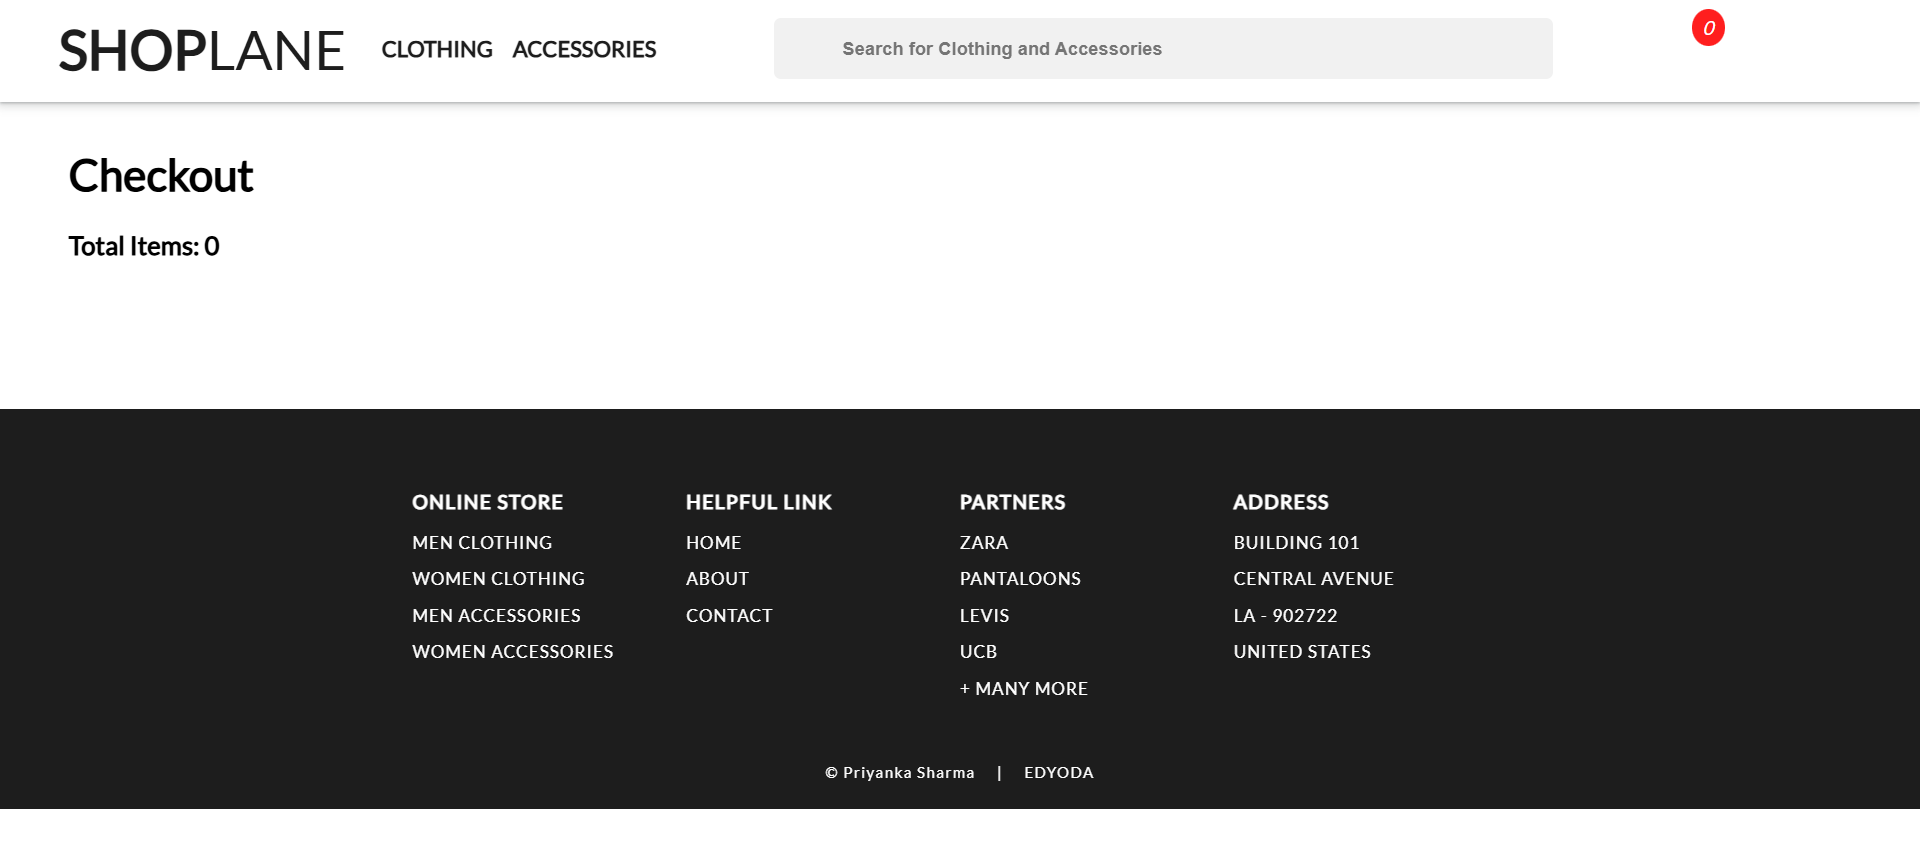 SHOPLANE CLOTHING ACCESSORIES Search for Clothing and Accessories 0
Checkout
Total Items: 0
ONLINE STORE
MEN CLOTHING
WOMEN CLOTHING
MEN ACCESSORIES
WOMEN ACCESSORIES
HELPFUL LINK
HOME
ABOUT
CONTACT
PARTNERS
ZARA
PANTALOONS
LEVIS
UCB
+ MANY MORE
ADDRESS
BUILDING 101
CENTRAL AVENUE
LA - 902722
UNITED STATES
© Priyanka Sharma | EDYODA